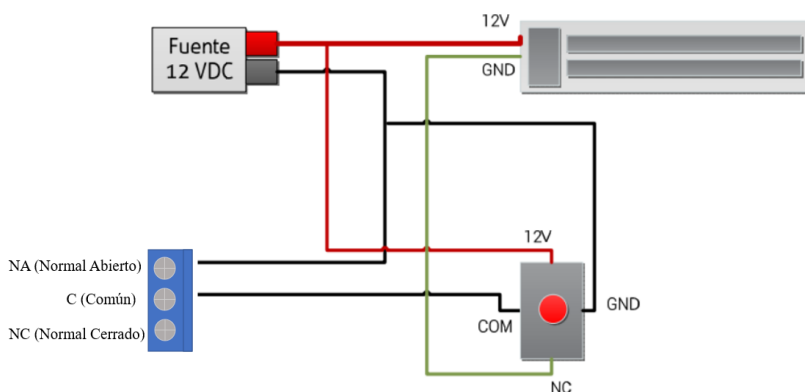 12V
Fuente
12 VDC
GND
12V
NA (Normal Abierto)
C (Común)
GND
COM
NC (Normal Cerrado)
NC